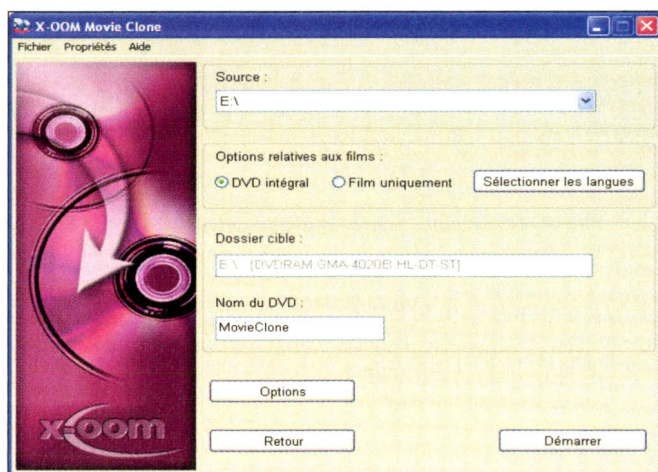 X-OOM Movie Clone
Fichier Propriétés Aide
Source :
E:\
Options relatives aux films :
DVD intégral Film uniquement Sélectionner les langues
Dossier cible :
E:\ [DVDRAM GMA-4020B HL-DT-ST]
Nom du DVD :
MovieClone
Options
x-oom
Retour Démarrer